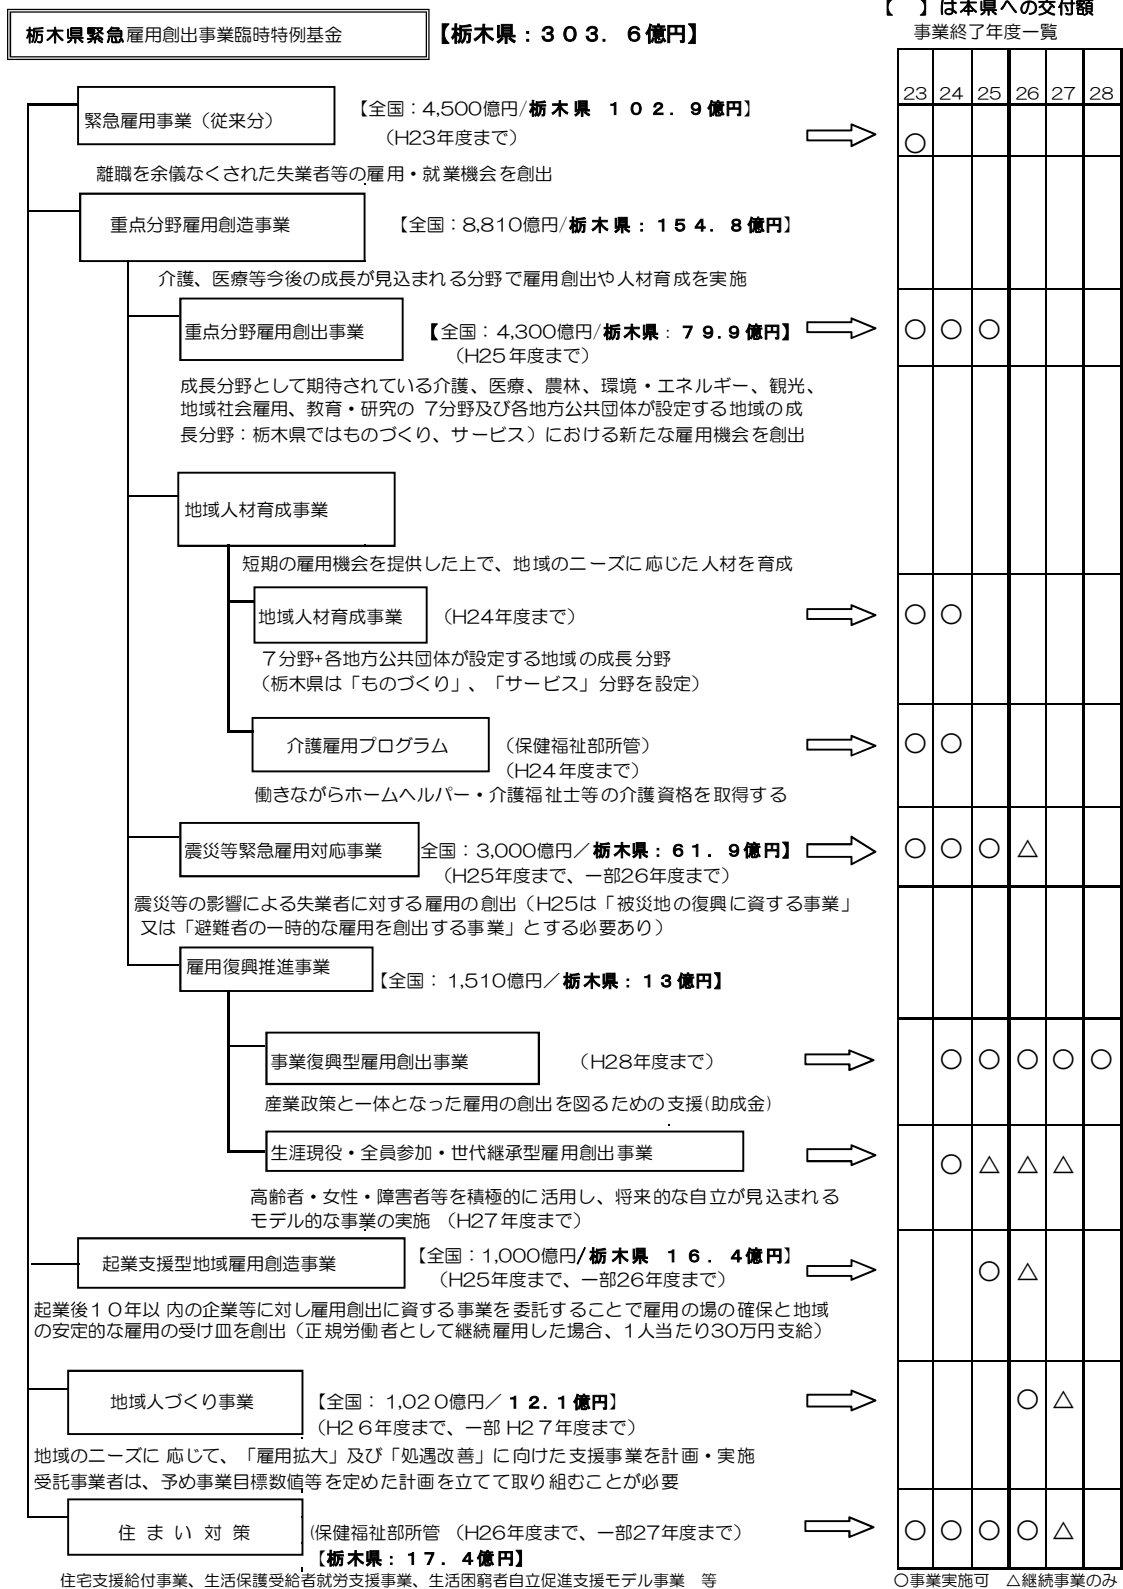 【　】は本県への交付額
栃木県緊急雇用創出事業臨時特例基金　【栃木県：３０３．６億円】
事業終了年度一覧
23 24 25 26 27 28
緊急雇用事業（従来分）　【全国：4,500億円/栃木県　１０２．９億円】
（H23年度まで）
○
離職を余儀なくされた失業者等の雇用・就業機会を創出
重点分野雇用創造事業　【全国：8,810億円/栃木県：１５４．８億円】
介護、医療等今後の成長が見込まれる分野で雇用創出や人材育成を実施
重点分野雇用創出事業　【全国：4,300億円/栃木県：７９.９億円】　○ ○ ○
（H25年度まで）
成長分野として期待されている介護、医療、農林、環境・エネルギー、観光、
地域社会雇用、教育・研究の 7分野及び各地方公共団体が設定する地域の成
長分野：栃木県ではものづくり、サービス）における新たな雇用機会を創出
地域人材育成事業
短期の雇用機会を提供した上で、地域のニーズに応じた人材を育成
地域人材育成事業　（H24年度まで）　○ ○
７分野+各地方公共団体が設定する地域の成長分野
（栃木県は「ものづくり」、「サービス」分野を設定）
介護雇用プログラム　（保健福祉部所管）　○ ○
（H24年度まで）
働きながらホームヘルパー・介護福祉士等の介護資格を取得する
震災等緊急雇用対応事業　全国：3,000億円／栃木県：６１．９億円】　○ ○ ○ △
（H25年度まで、一部26年度まで）
震災等の影響による失業者に対する雇用の創出（H25は「被災地の復興に資する事業」
又は「避難者の一時的な雇用を創出する事業」とする必要あり）
雇用復興推進事業　【全国：1,510億円／栃木県：１３億円】
事業復興型雇用創出事業　（H28年度まで）　○ ○ ○ ○ ○
産業政策と一体となった雇用の創出を図るための支援(助成金)
生涯現役・全員参加・世代継承型雇用創出事業　○ △ △ △
高齢者・女性・障害者等を積極的に活用し、将来的な自立が見込まれる
モデル的な事業の実施　（H27年度まで）
起業支援型地域雇用創造事業　【全国：1,000億円/栃木県　１６．４億円】　○ △
（H25年度まで、一部26年度まで）
起業後１０年以内の企業等に対し雇用創出に資する事業を委託することで雇用の場の確保と地域
の安定的な雇用の受け皿を創出（正規労働者として継続雇用した場合、1人当たり30万円支給）
地域人づくり事業　【全国：1,020億円／１２.１億円】　○ △
（H２６年度まで、一部 H２７年度まで）
地域のニーズに応じて、「雇用拡大」及び「処遇改善」に向けた支援事業を計画・実施
受託事業者は、予め事業目標数値等を定めた計画を立てて取り組むことが必要
住まい対策　(保健福祉部所管　（H26年度まで、一部27年度まで）　○ ○ ○ ○ △
【栃木県：１７．４億円】
住宅支援給付事業、生活保護受給者就労支援事業、生活困窮者自立促進支援モデル事業　等
○事業実施可　△継続事業のみ